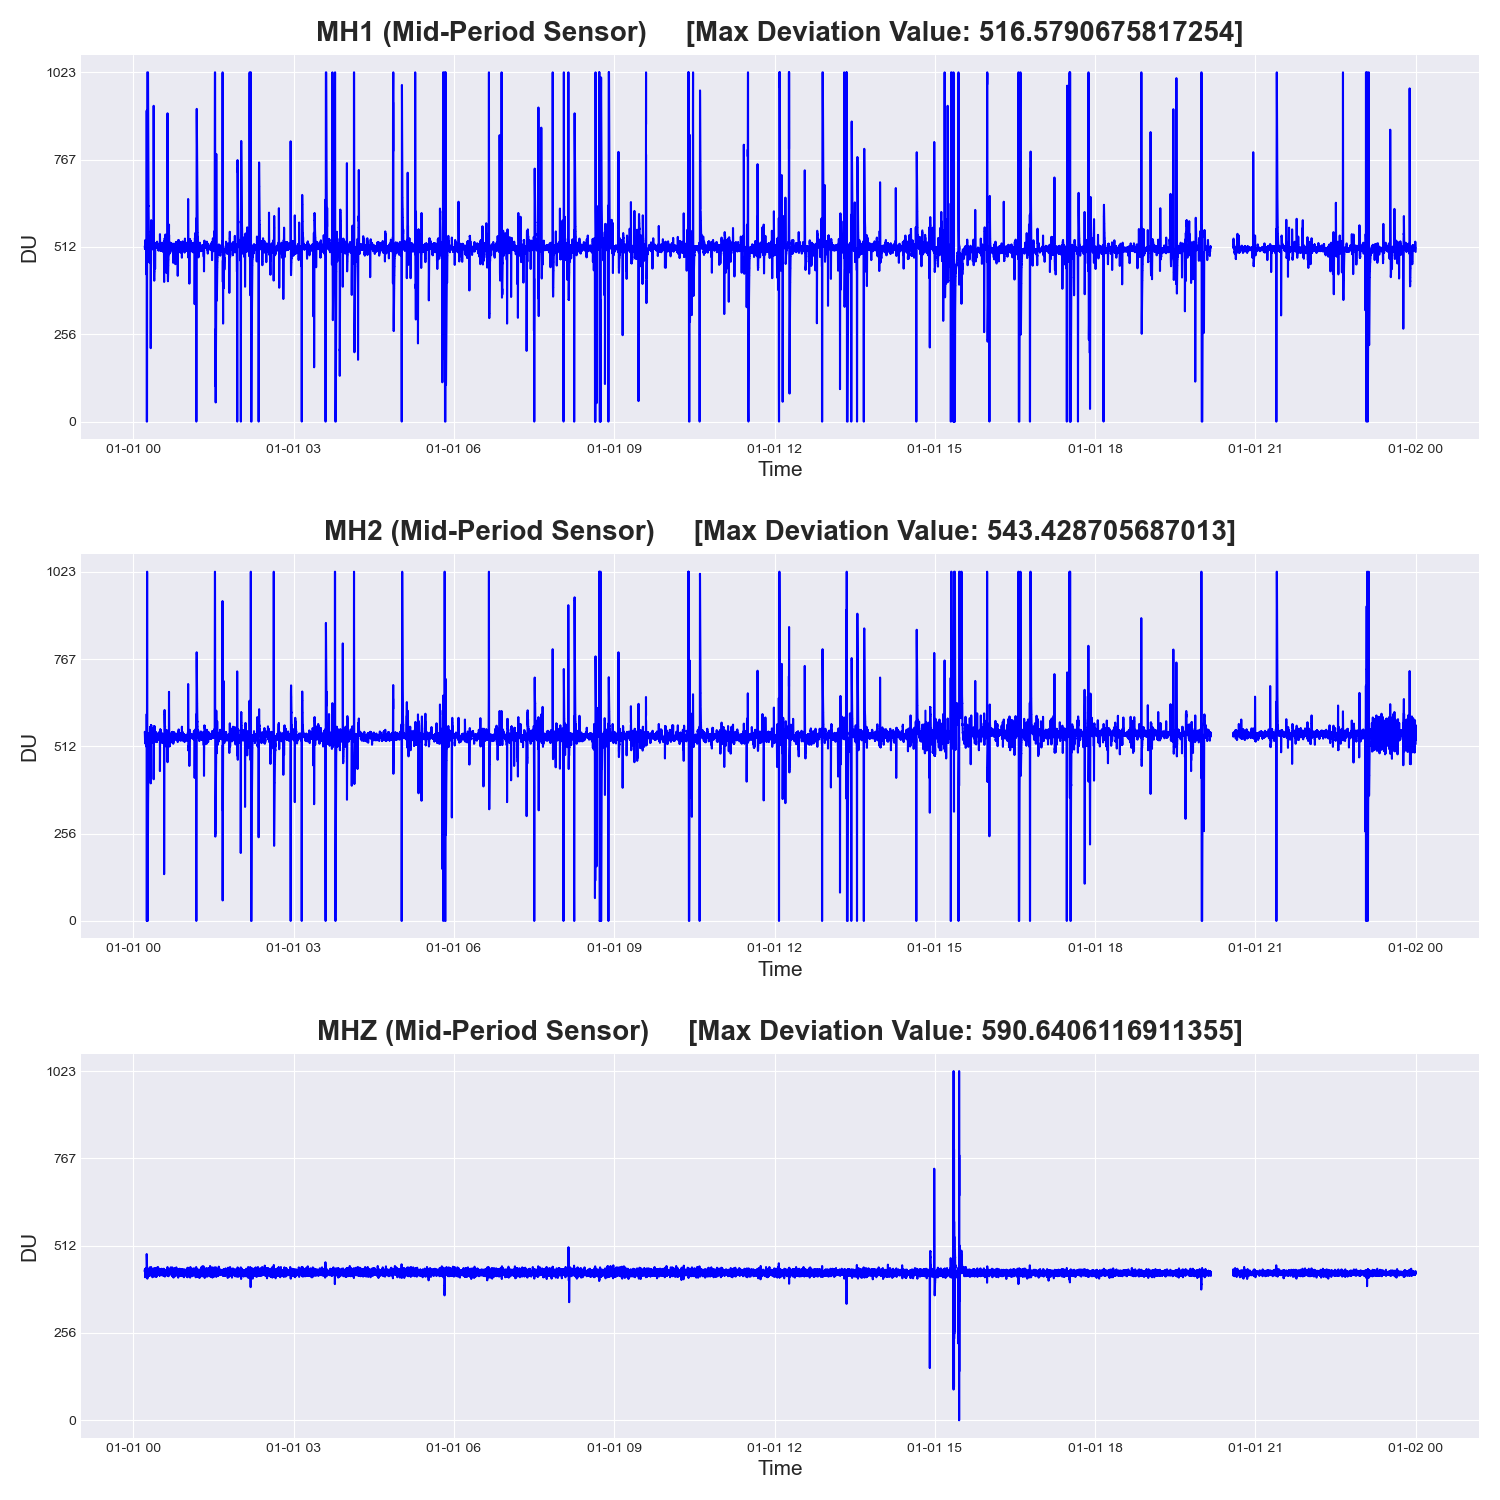 MH1 (Mid-Period Sensor) [Max Deviation Value: 516.5790675817254]
1023
767
512
256
0
DU
01-01 00 01-01 03 01-01 06 01-01 09 01-01 12 01-01 15 01-01 18 01-01 21 01-02 00
Time
MH2 (Mid-Period Sensor) [Max Deviation Value: 543.428705687013]
1023
767
512
256
0
DU
01-01 00 01-01 03 01-01 06 01-01 09 01-01 12 01-01 15 01-01 18 01-01 21 01-02 00
Time
MHZ (Mid-Period Sensor) [Max Deviation Value: 590.6406116911355]
1023
767
512
256
0
DU
01-01 00 01-01 03 01-01 06 01-01 09 01-01 12 01-01 15 01-01 18 01-01 21 01-02 00
Time